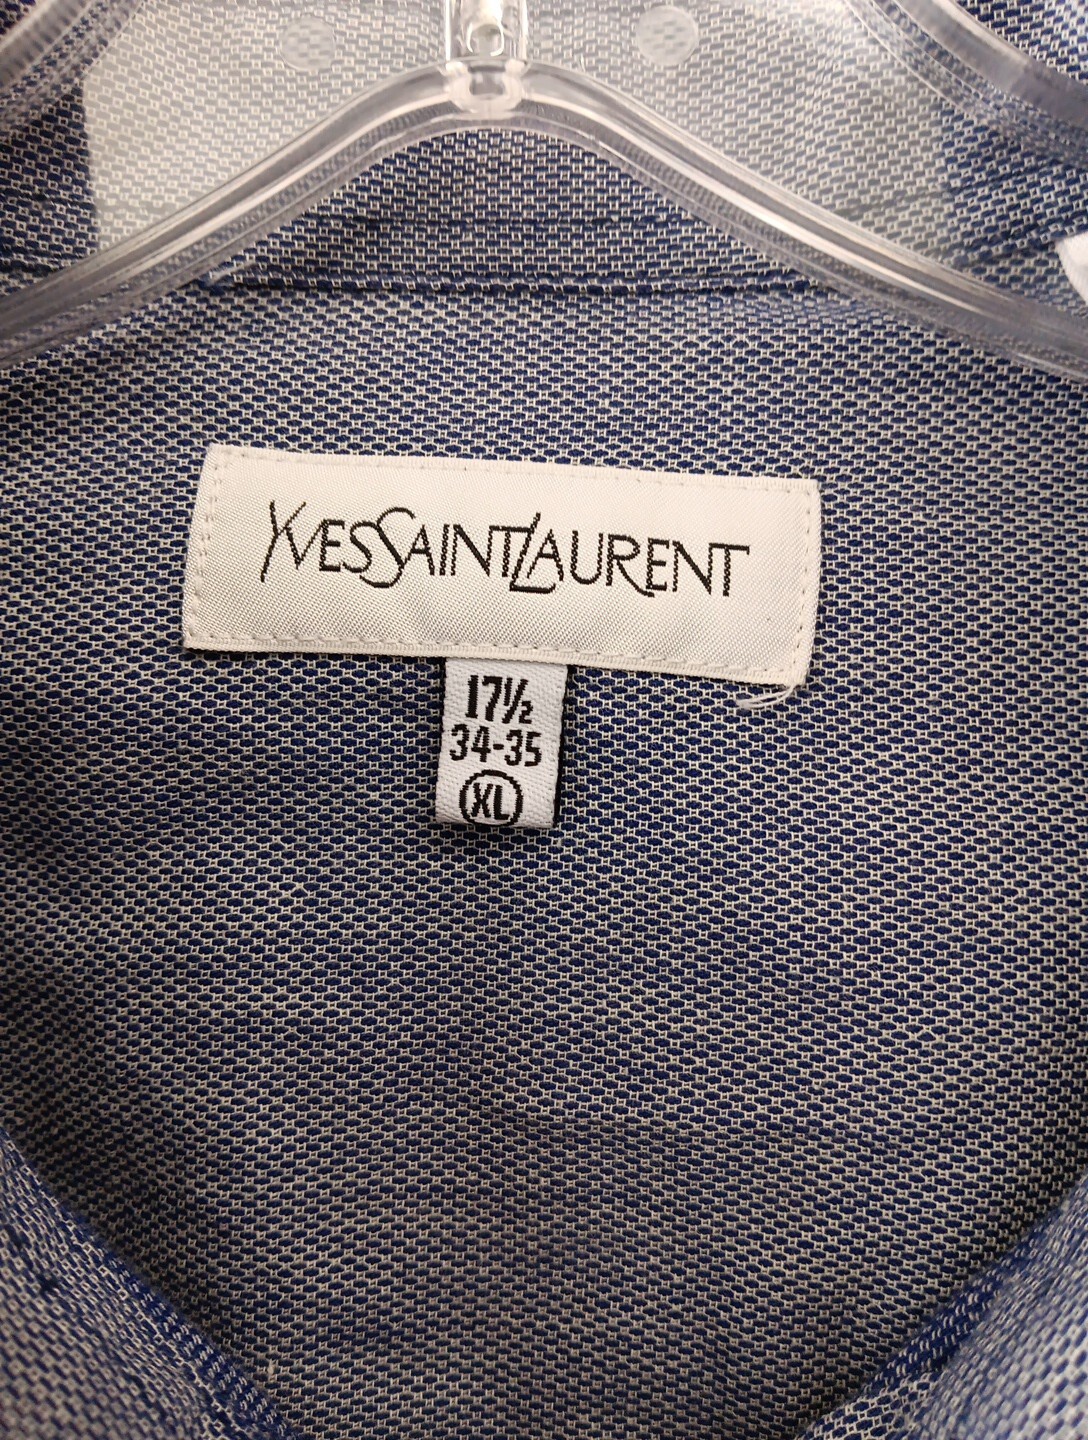 YVESSAINTLAURENT
17½
34-35
XL